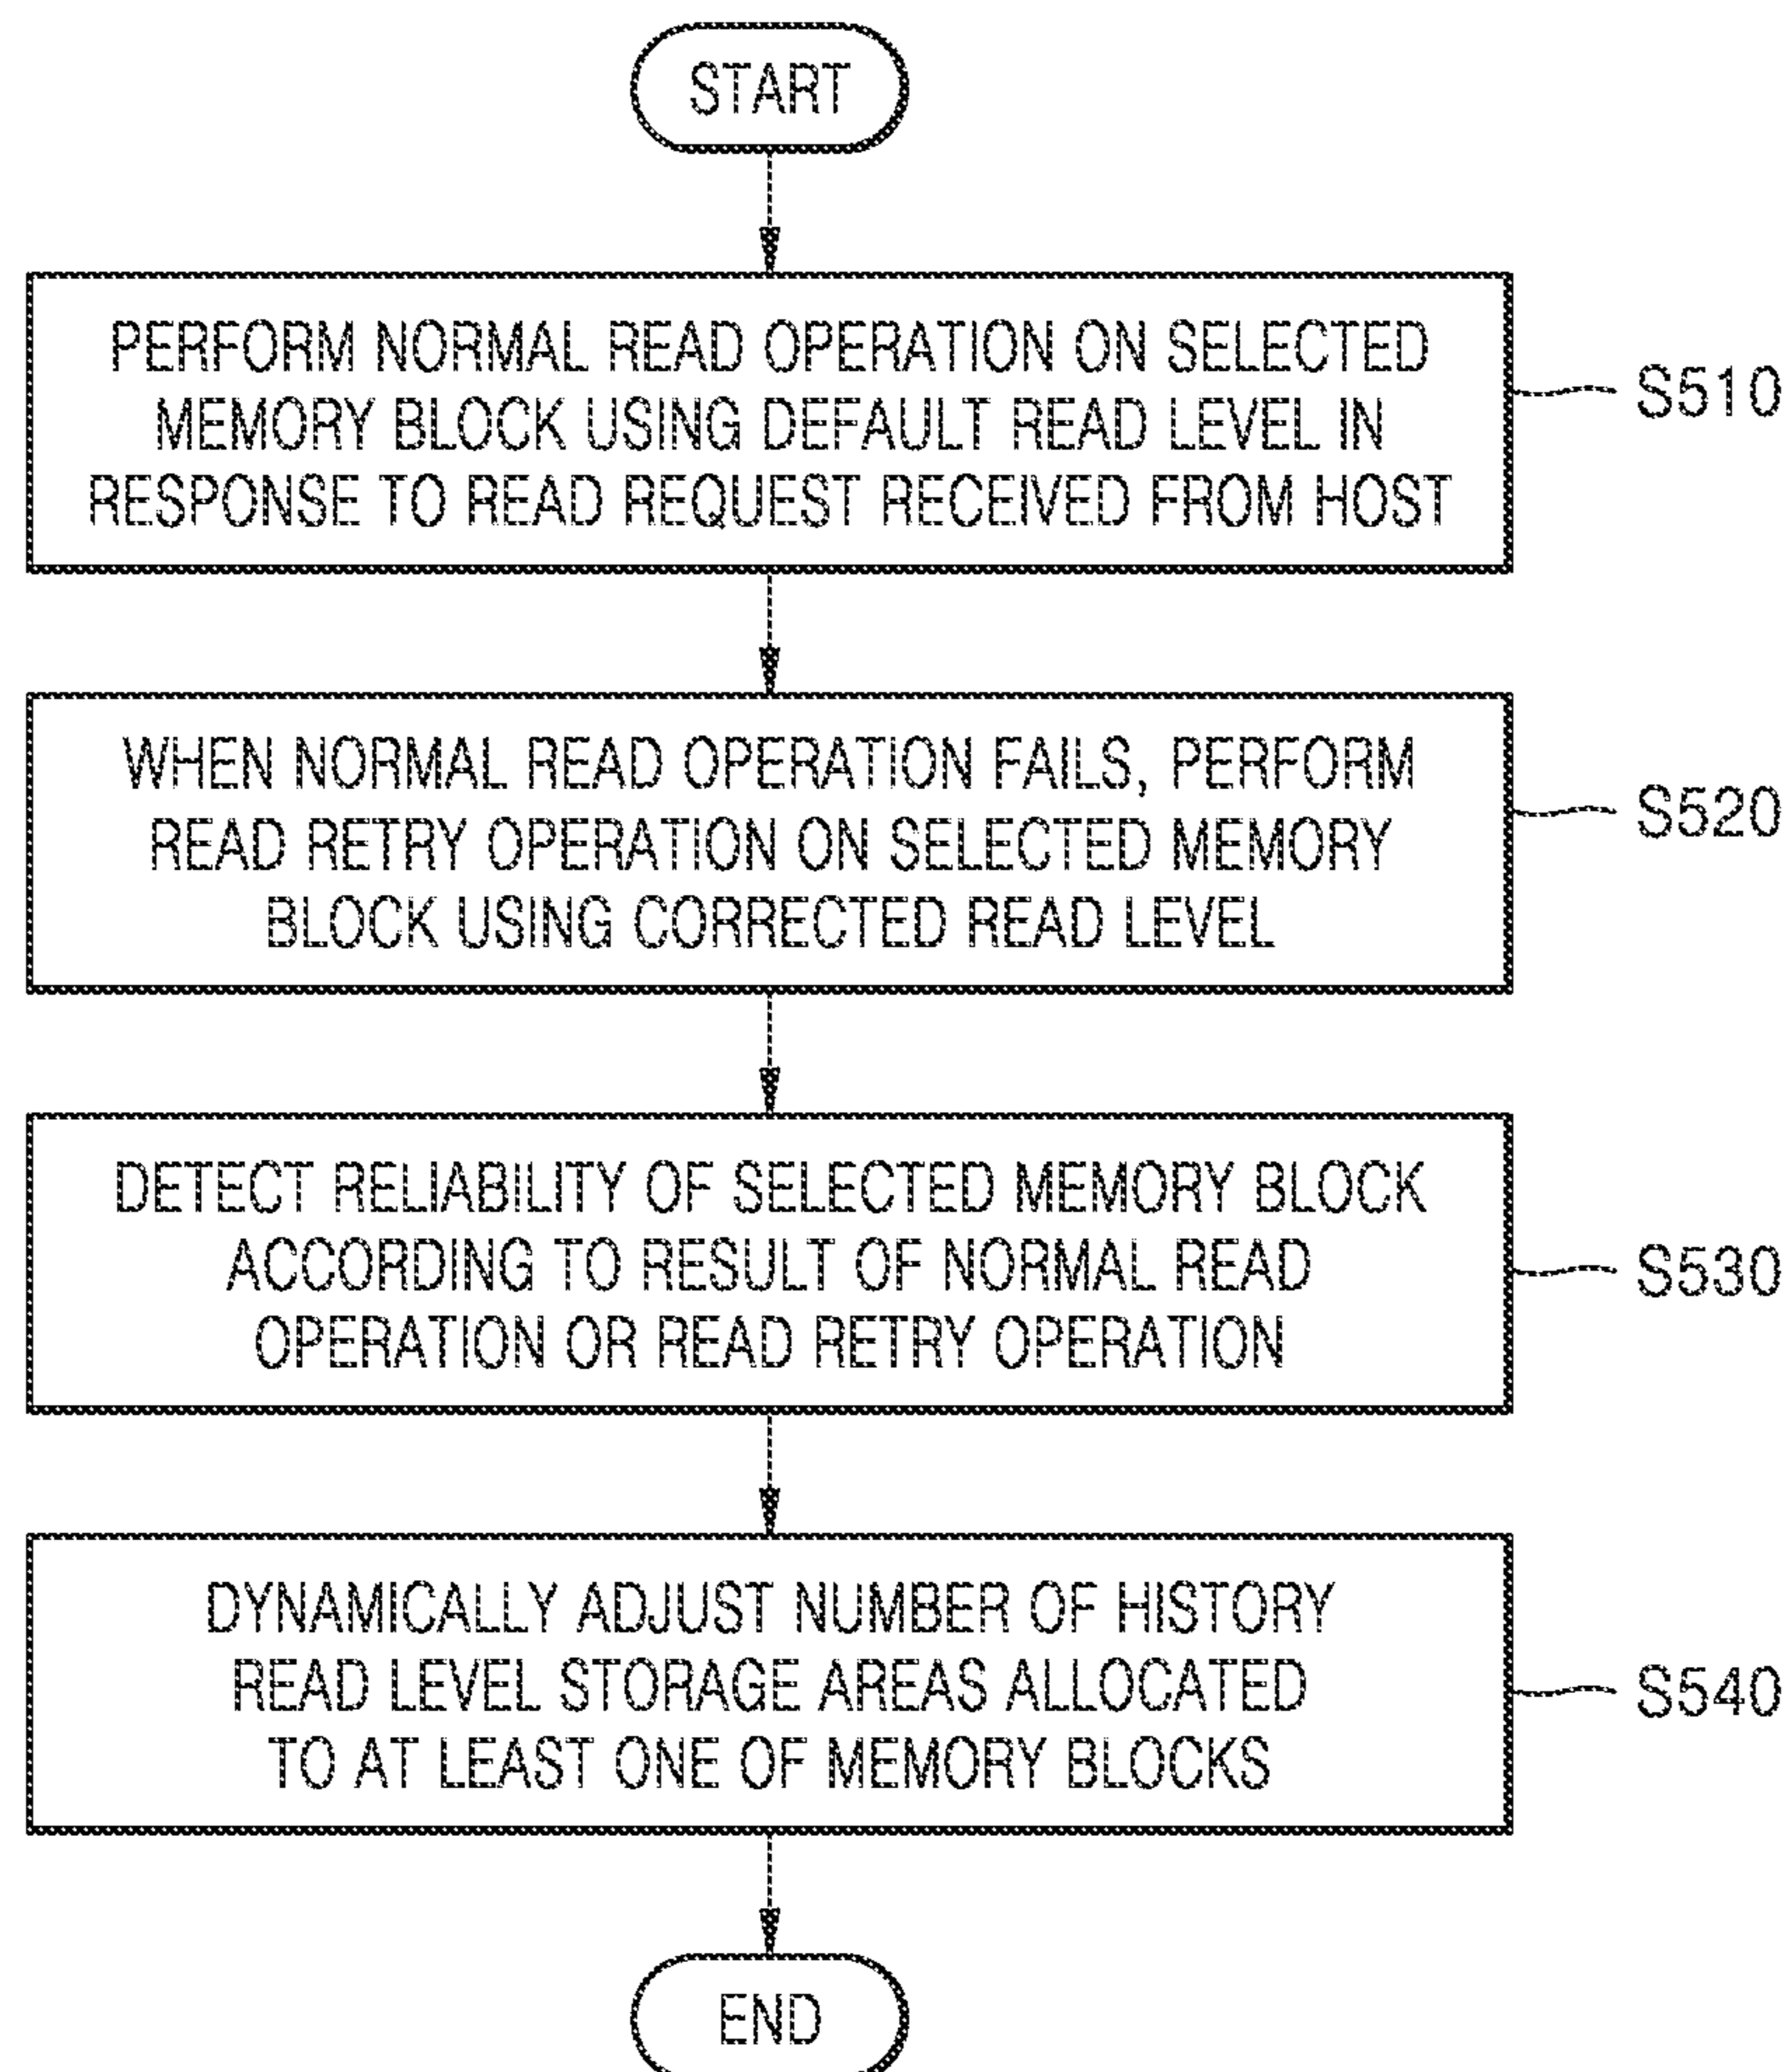 START
PERFORM NORMAL READ OPERATION ON SELECTED
MEMORY BLOCK USING DEFAULT READ LEVEL IN
RESPONSE TO READ REQUEST RECEIVED FROM HOST
S510
WHEN NORMAL READ OPERATION FAILS, PERFORM
READ RETRY OPERATION ON SELECTED MEMORY
BLOCK USING CORRECTED READ LEVEL
S520
DETECT RELIABILITY OF SELECTED MEMORY BLOCK
ACCORDING TO RESULT OF NORMAL READ
OPERATION OR READ RETRY OPERATION
S530
DYNAMICALLY ADJUST NUMBER OF HISTORY
READ LEVEL STORAGE AREAS ALLOCATED
TO AT LEAST ONE OF MEMORY BLOCKS
S540
END